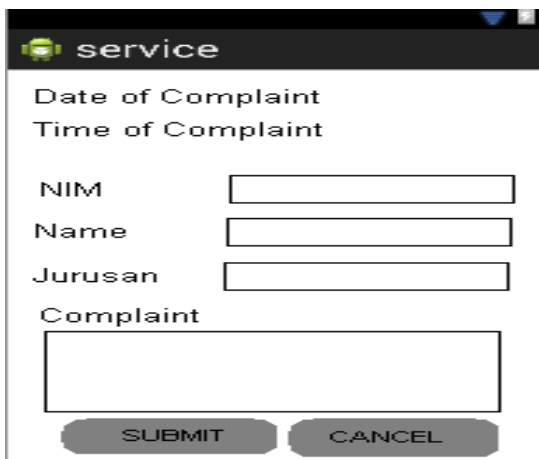 service
Date of Complaint
Time of Complaint
NIM
Name
Jurusan
Complaint
SUBMIT CANCEL